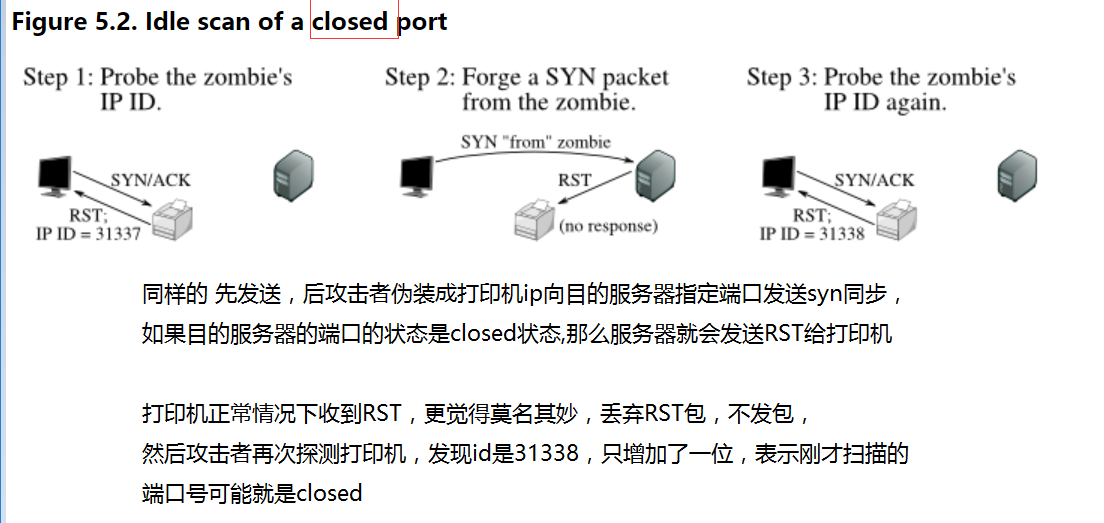 Figure 5.2. Idle scan of a closed port
Step 1: Probe the zombie's
IP ID.
SYN/ACK
RST;
IP ID = 31337
Step 2: Forge a SYN packet
from the zombie.
SYN "from" zombie
RST
(no response)
Step 3: Probe the zombie's
IP ID again.
SYN/ACK
RST;
IP ID = 31338
同样的 先发送，后攻击者伪装成打印机ip向目的服务器指定端口发送syn同步，
如果目的服务器的端口的状态是closed状态,那么服务器就会发送RST给打印机
打印机正常情况下收到RST，更觉得莫名其妙，丢弃RST包，不发包，
然后攻击者再次探测打印机，发现id是31338，只增加了一位，表示刚才扫描的
端口号可能就是closed